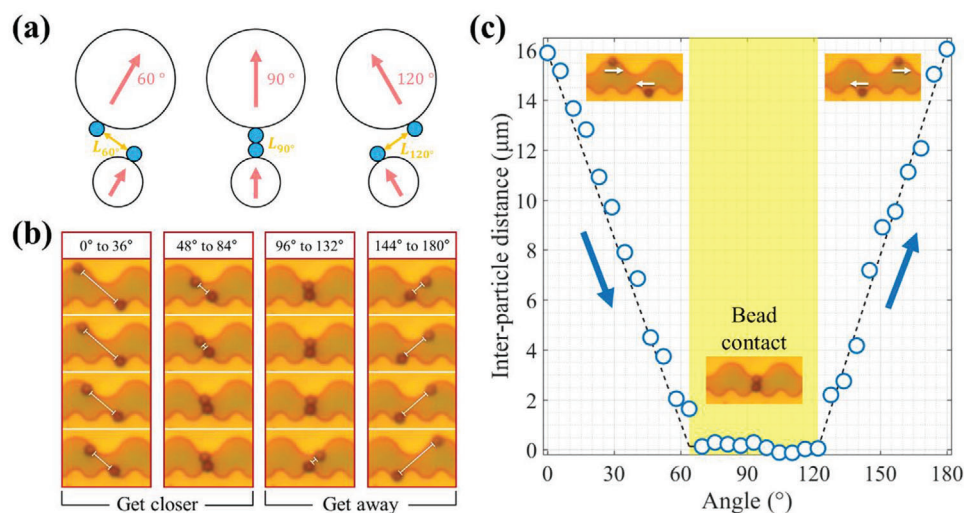 (a)
60°
90°
120°
L60°
L90°
L120°
(b)
0° to 36°
48° to 84°
96° to 132°
144° to 180°
Get closer
Get away
(c)
Inter-particle distance (μm)
16
14
12
10
8
6
4
2
0
Bead
contact
0
30
60
90
120
150
180
Angle (°)